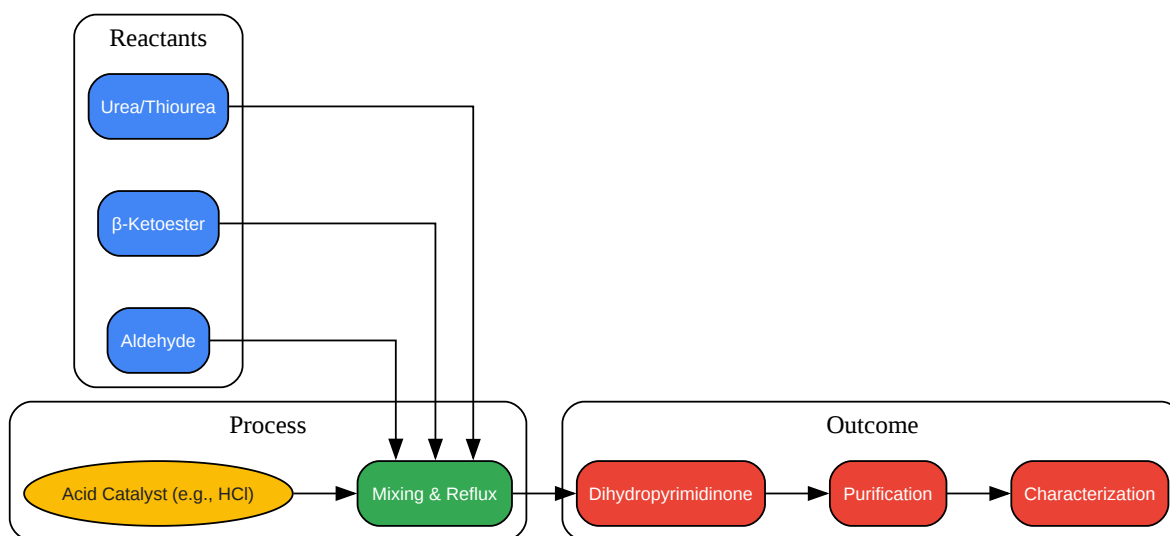 Reactants
Urea/Thiourea
β-Ketoester
Aldehyde
Process
Acid Catalyst (e.g., HCl)
Mixing & Reflux
Outcome
Dihydropyrimidinone
Purification
Characterization